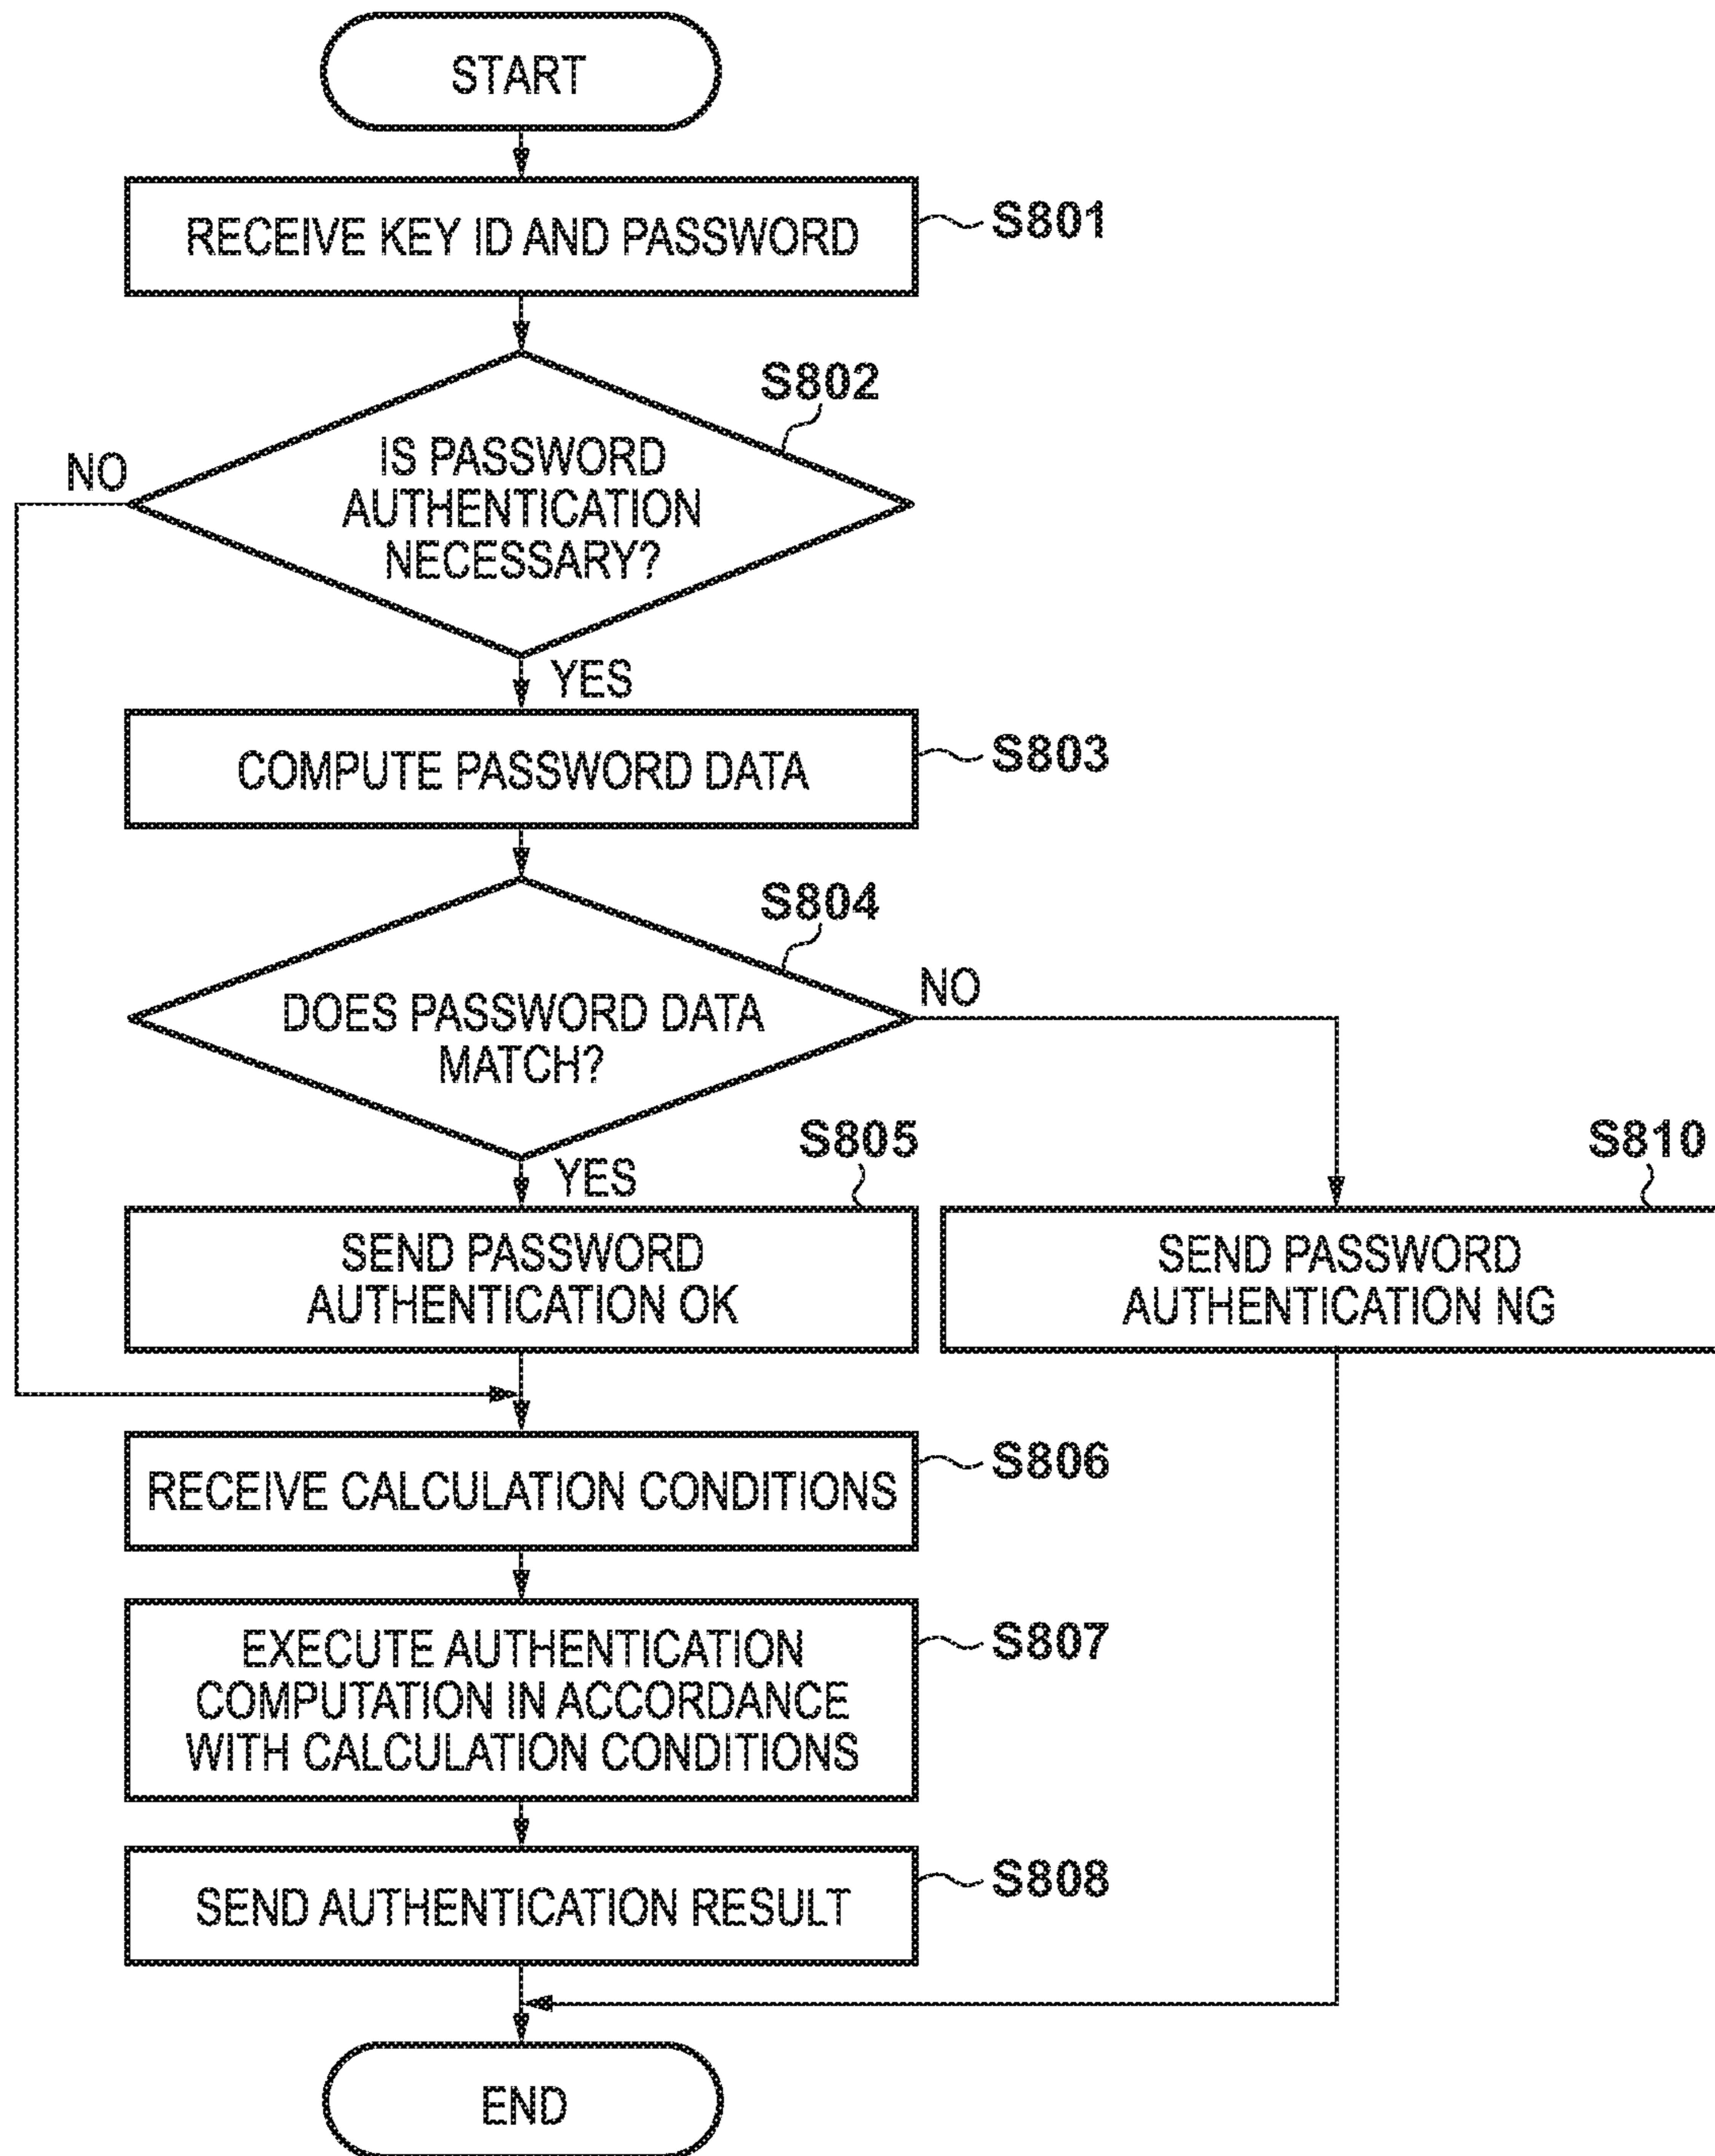 START
RECEIVE KEY ID AND PASSWORD
S801
S802
NO
IS PASSWORD
AUTHENTICATION
NECESSARY?
YES
COMPUTE PASSWORD DATA
S803
S804
NO
DOES PASSWORD DATA
MATCH?
YES
S805
S810
SEND PASSWORD
AUTHENTICATION OK
SEND PASSWORD
AUTHENTICATION NG
RECEIVE CALCULATION CONDITIONS
S806
EXECUTE AUTHENTICATION
COMPUTATION IN ACCORDANCE
WITH CALCULATION CONDITIONS
S807
SEND AUTHENTICATION RESULT
S808
END